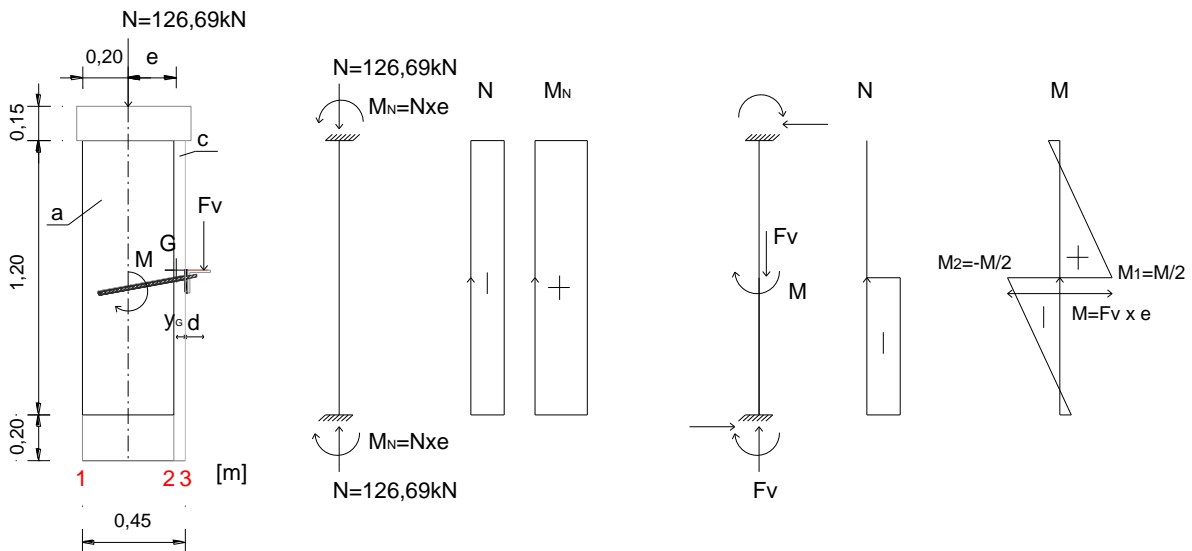 N=126,69kN
0,20
e
0,15
c
a
Fv
G
M
1,20
yG
d
0,20
1
2
3
[m]
0,45
N=126,69kN
MN=Nxe
N
MN
MN=Nxe
N=126,69kN
Fv
M
Fv
N
M
M2=-M/2
M1=M/2
M=Fv x e